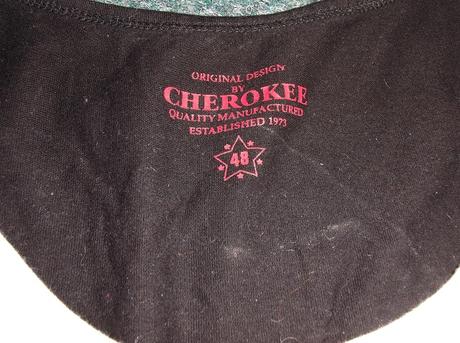 ORIGINAL DESIGN
BY
CHEROKEE
QUALITY MANUFACTURED
ESTABLISHED 1973
48